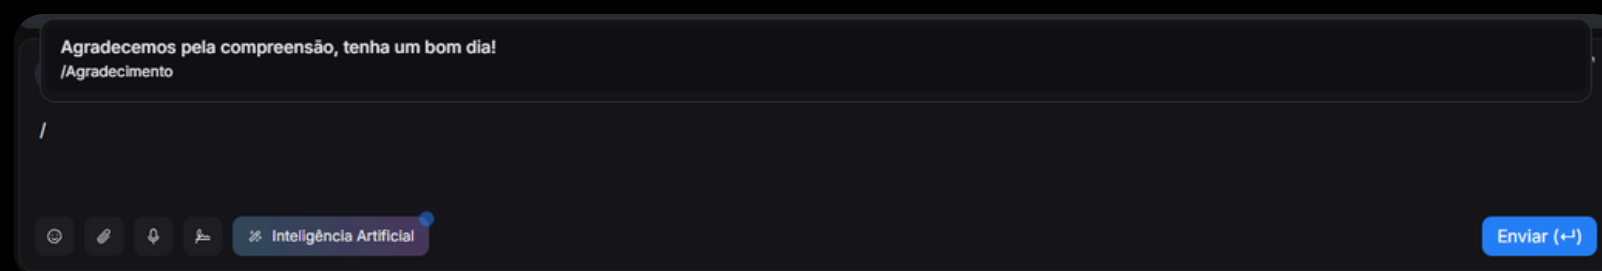 Agradecemos pela compreensão, tenha um bom dia!
/Agradecimento
/
Inteligência Artificial
Enviar (↵)